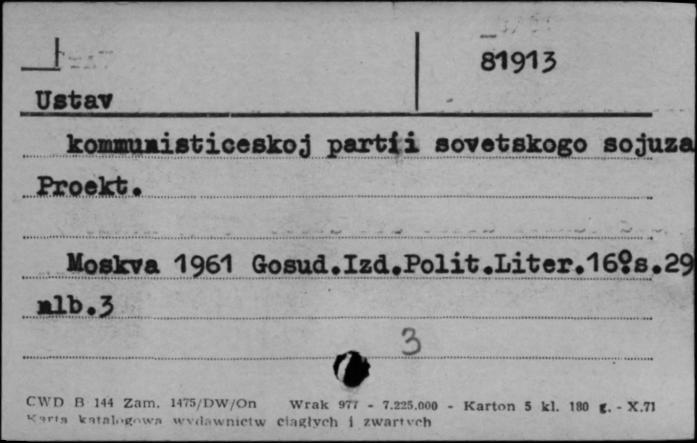 81913
Ustav
kommunisticeskoj partii sovetskogo sojuza
Proekt.
Moskva 1961 Gosud.Izd.Polit.Liter.16°s.29
nlb.3
3
CWD B 144 Zam. 1475/DW/On Wrak 977 - 7.225.000 - Karton 5 kl. 180 g. - X.71
Karta katalogowa wydawnictw ciągłych i zwartych